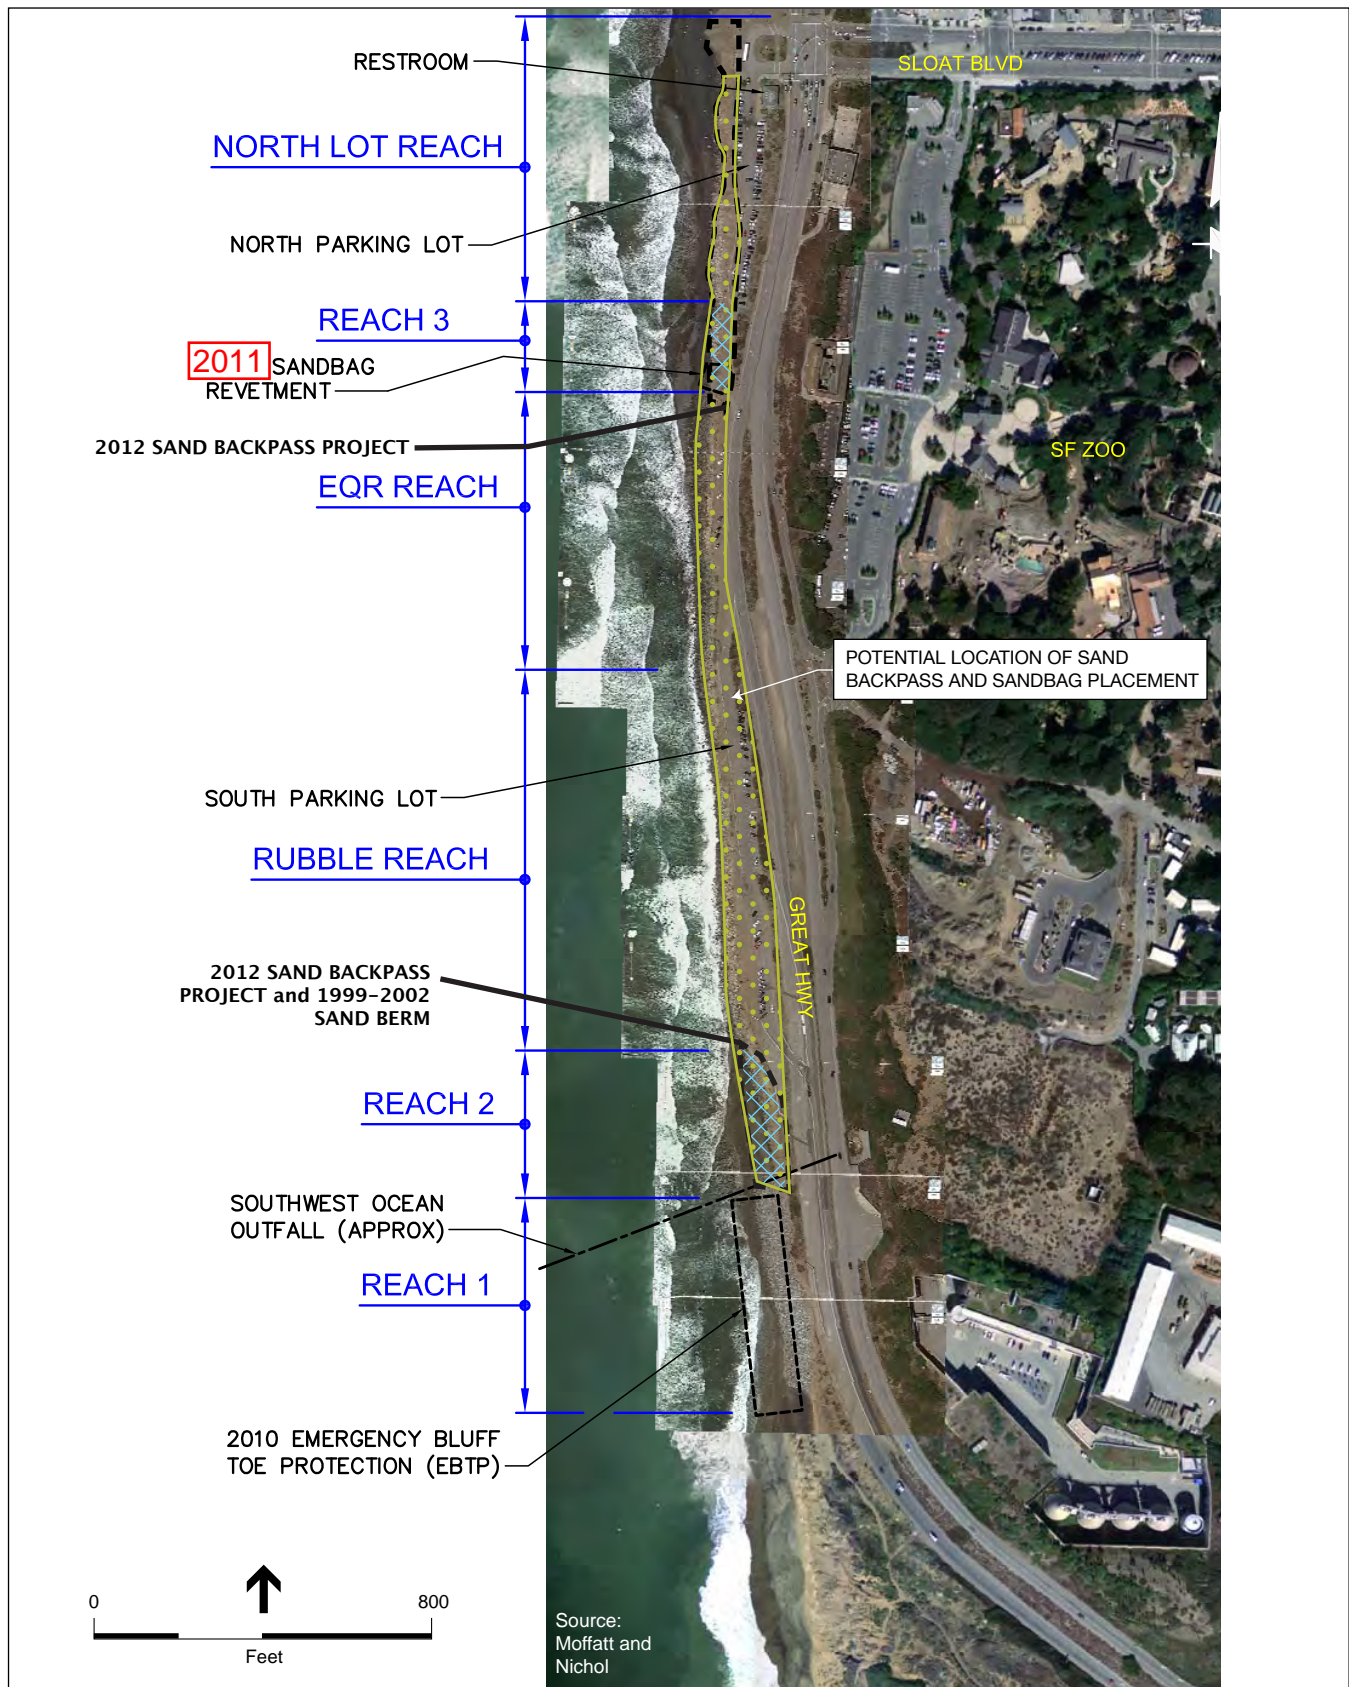 RESTROOM
SLOAT BLVD
NORTH LOT REACH
NORTH PARKING LOT
REACH 3
2011 SANDBAG
REVETMENT
2012 SAND BACKPASS PROJECT
SF ZOO
EQR REACH
POTENTIAL LOCATION OF SAND
BACKPASS AND SANDBAG PLACEMENT
SOUTH PARKING LOT
RUBBLE REACH
GREAT HWY
2012 SAND BACKPASS
PROJECT and 1999-2002
SAND BERM
REACH 2
SOUTHWEST OCEAN
OUTFALL (APPROX)
REACH 1
2010 EMERGENCY BLUFF
TOE PROTECTION (EBTP)
0 800
Feet
Source:
Moffatt and
Nichol